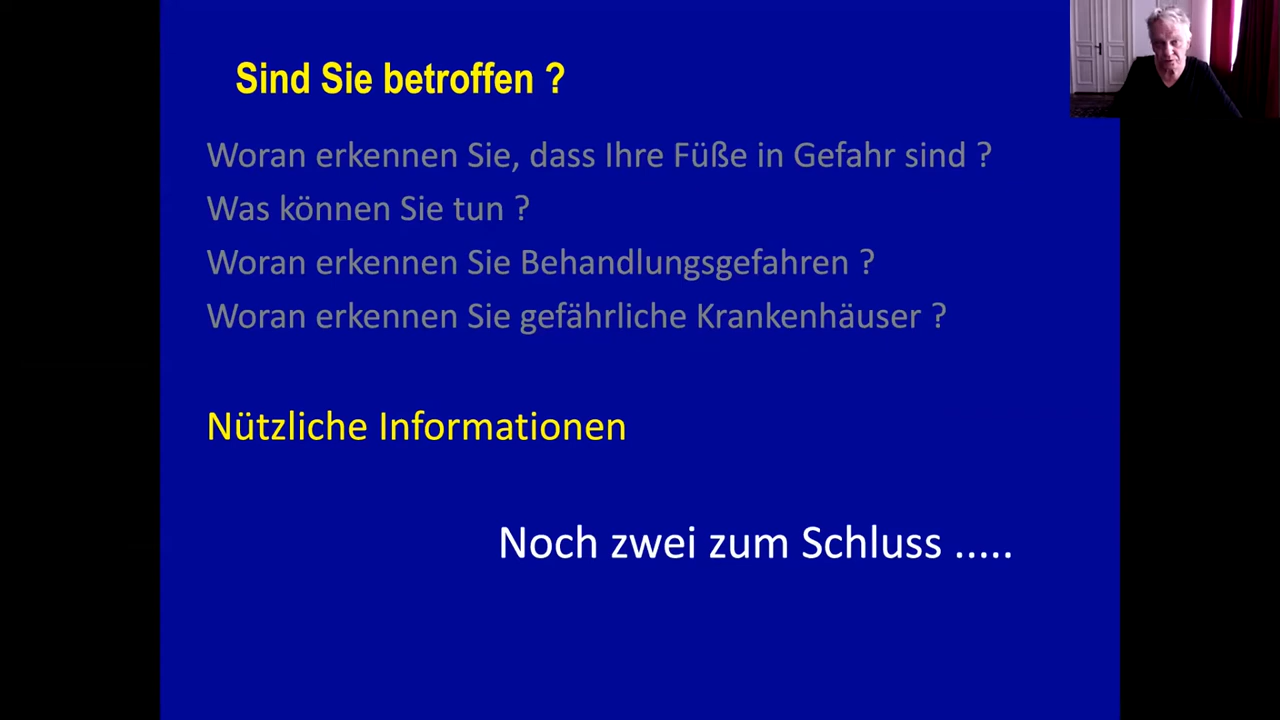 Sind Sie betroffen ?
Woran erkennen Sie, dass Ihre Füße in Gefahr sind ?
Was können Sie tun ?
Woran erkennen Sie Behandlungsgefahren ?
Woran erkennen Sie gefährliche Krankenhäuser ?
Nützliche Informationen
Noch zwei zum Schluss .....